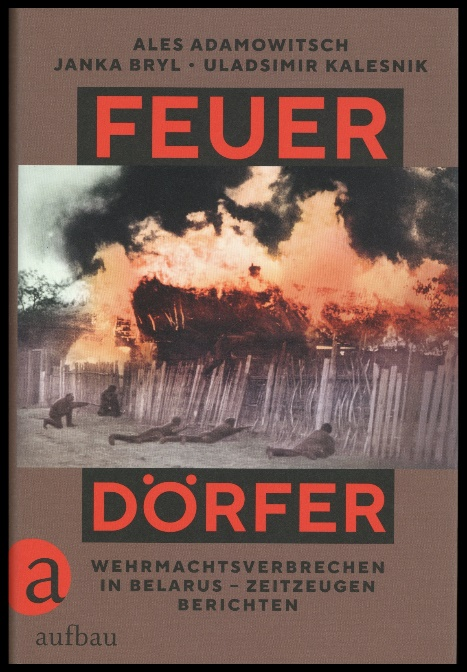 ALES ADAMOWITSCH
JANKA BRYL • ULADSIMIR KALESNIK
FEUER
DÖRFER
WEHRMACHTSVERBRECHEN
IN BELARUS – ZEITZEUGEN
BERICHTEN
a
aufbau